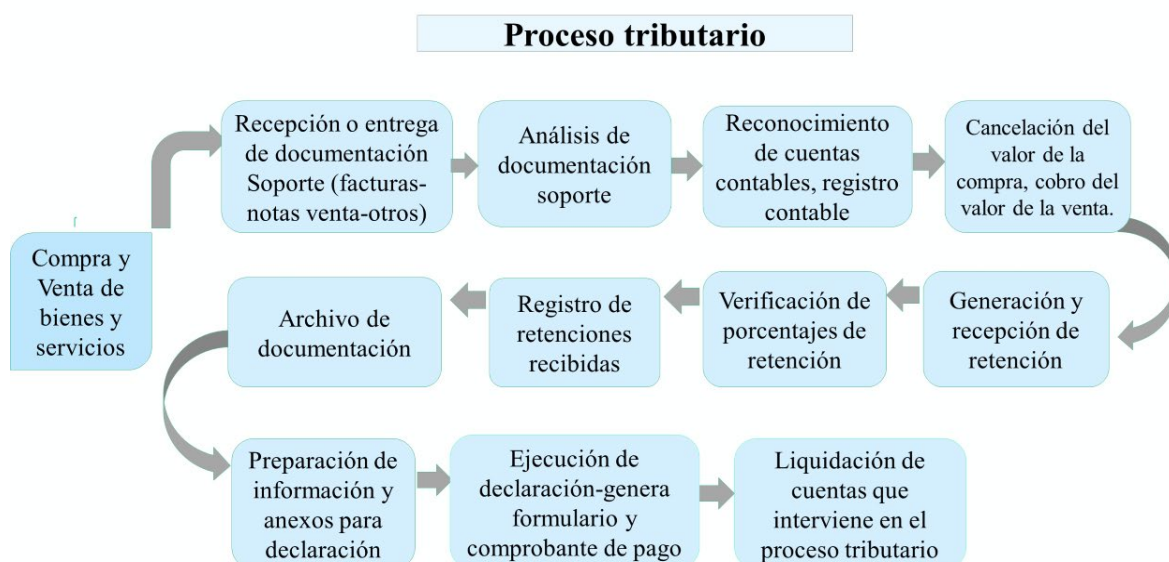 Proceso tributario
Compra y
Venta de
bienes y
servicios
Recepción o entrega
de documentación
Soporte (facturas-
notas venta-otros)
Análisis de
documentación
soporte
Reconocimiento
de cuentas
contables, registro
contable
Cancelación del
valor de la
compra, cobro del
valor de la venta.
Generación y
recepción de
retención
Verificación de
porcentajes de
retención
Registro de
retenciones
recibidas
Archivo de
documentación
Preparación de
información y
anexos para
declaración
Ejecución de
declaración-genera
formulario y
comprobante de pago
Liquidación de
cuentas que
interviene en el
proceso tributario